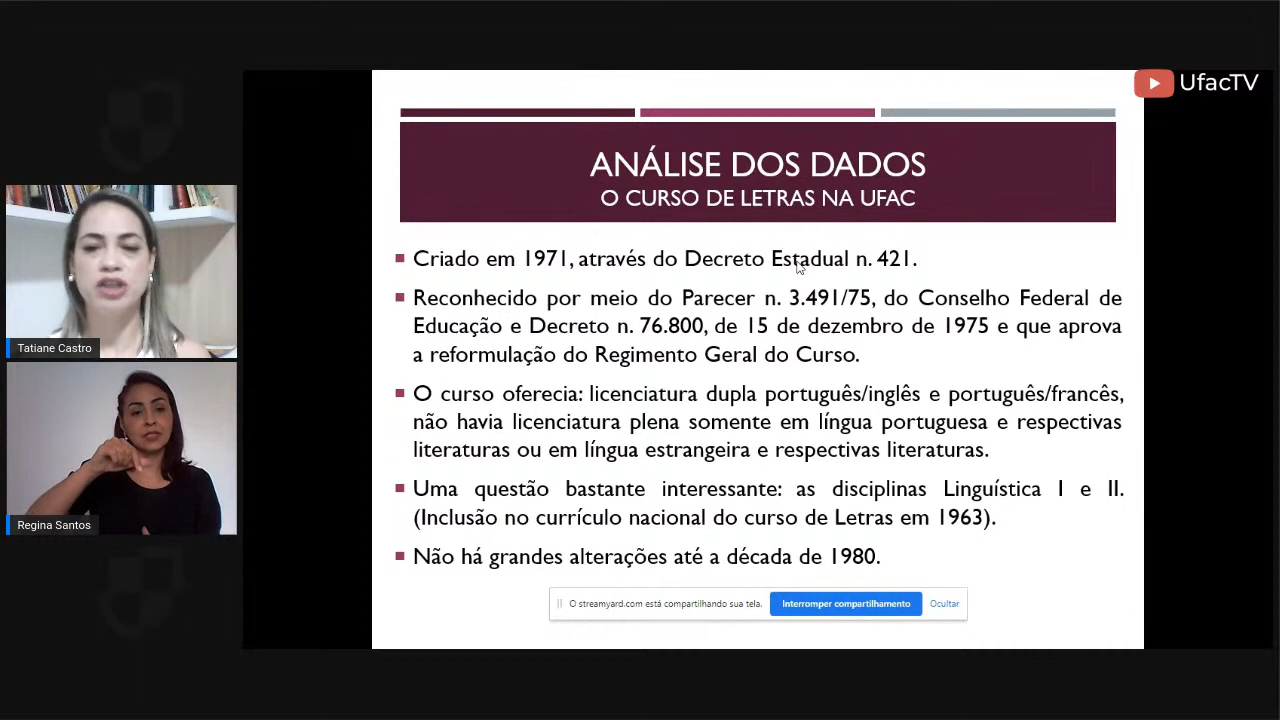 UfacTV
ANÁLISE DOS DADOS
O CURSO DE LETRAS NA UFAC
Criado em 1971, através do Decreto Estadual n. 421.
Reconhecido por meio do Parecer n. 3.491/75, do Conselho Federal de
Educação e Decreto n. 76.800, de 15 de dezembro de 1975 e que aprova
a reformulação do Regimento Geral do Curso.
O curso oferecia: licenciatura dupla português/inglês e português/francês,
não havia licenciatura plena somente em língua portuguesa e respectivas
literaturas ou em língua estrangeira e respectivas literaturas.
Uma questão bastante interessante: as disciplinas Linguística I e II.
(Inclusão no currículo nacional do curso de Letras em 1963).
Não há grandes alterações até a década de 1980.
O streamyard.com está compartilhando sua tela.
Interromper compartilhamento
Ocultar
Tatiane Castro
Regina Santos